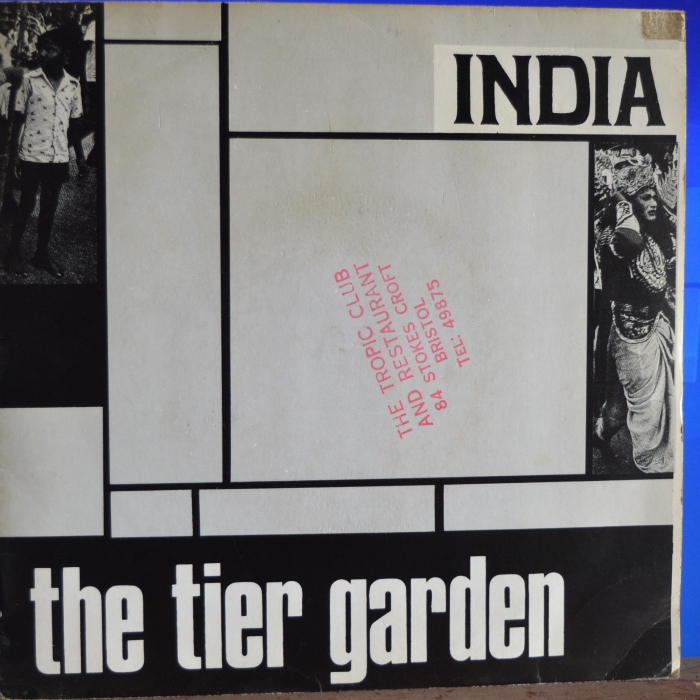 INDIA
THE TROPIC CLUB
AND RESTAURANT
84 STOKES CROFT
BRISTOL
TEL: 49875
the tier garden